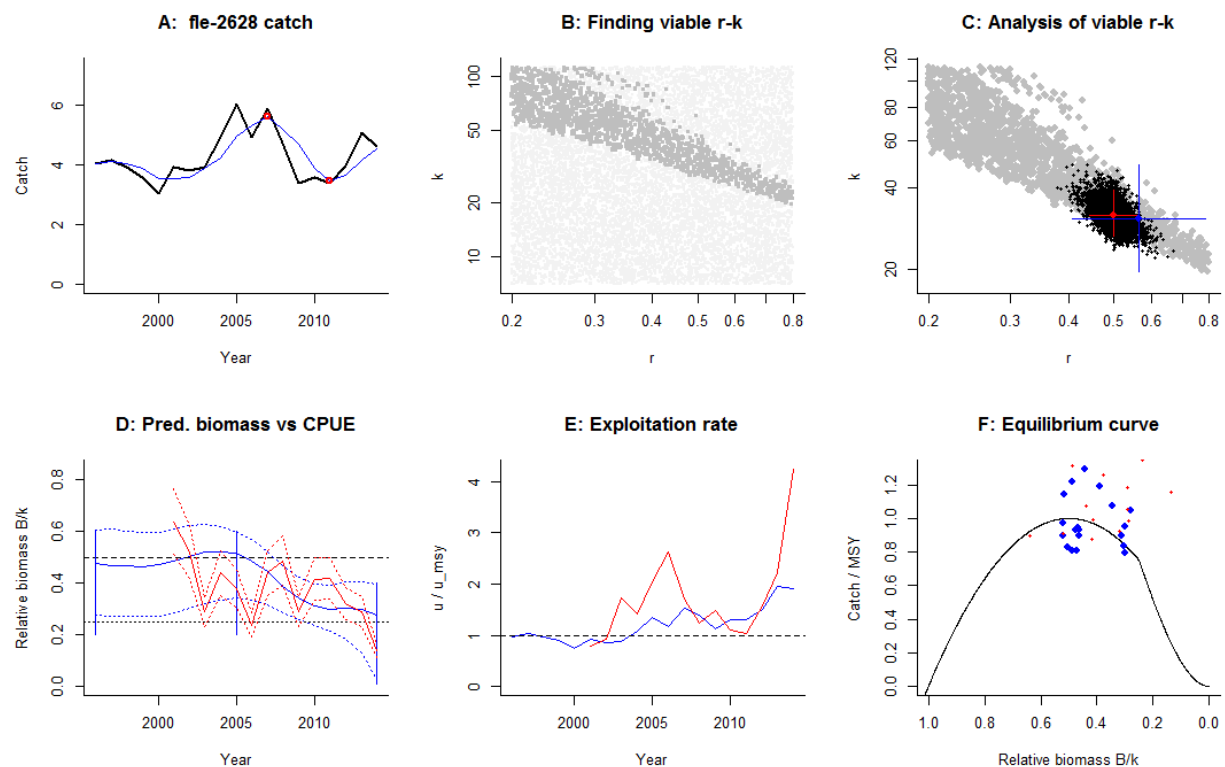 A: fle-2628 catch
Catch
6
4
2
0
2000 2005 2010
Year
B: Finding viable r-k
k
100
50
20
10
0.2 0.3 0.4 0.5 0.6 0.8
r
C: Analysis of viable r-k
k
120
80
60
40
20
0.2 0.3 0.4 0.5 0.6 0.8
r
D: Pred. biomass vs CPUE
Relative biomass B/k
0.8
0.6
0.4
0.2
0.0
2000 2005 2010
Year
E: Exploitation rate
u / u_msy
4
3
2
1
0
2000 2005 2010
Year
F: Equilibrium curve
Catch / MSY
1.2
1.0
0.8
0.6
0.4
0.2
0.0
1.0 0.8 0.6 0.4 0.2 0.0
Relative biomass B/k